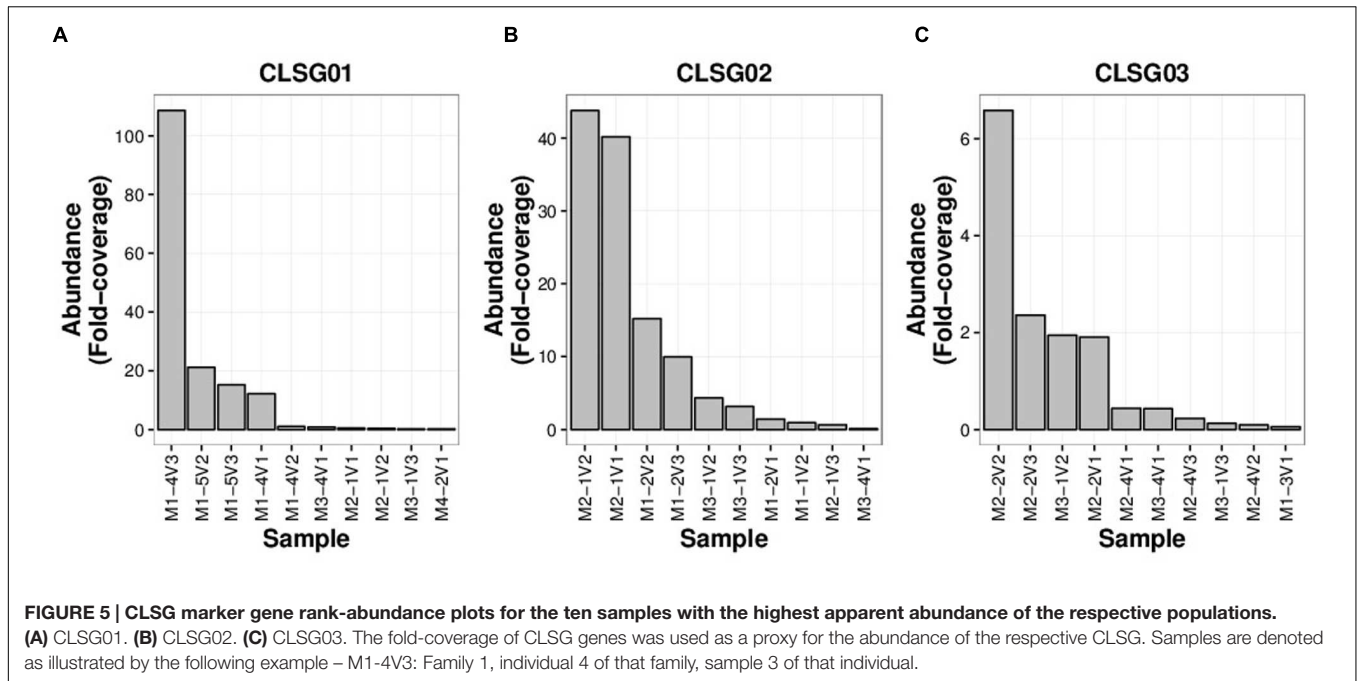 A
CLSG01
Abundance
(Fold−coverage)
100
80
60
40
20
0
M1−4V3
M1−5V2
M1−5V3
M1−4V1
M1−4V2
M3−4V1
M2−1V1
M2−1V2
M3−1V3
M4−2V1
Sample
B
CLSG02
Abundance
(Fold−coverage)
40
30
20
10
0
M2−1V2
M2−1V1
M1−2V2
M1−2V3
M3−1V2
M3−1V1
M1−2V1
M1−1V2
M2−1V3
M3−4V1
Sample
C
CLSG03
Abundance
(Fold−coverage)
6
4
2
0
M2−2V2
M2−2V3
M3−1V2
M2−2V1
M2−4V1
M3−4V1
M2−4V3
M3−1V3
M2−4V2
M1−3V1
Sample
FIGURE 5 | CLSG marker gene rank-abundance plots for the ten samples with the highest apparent abundance of the respective populations.
(A) CLSG01. (B) CLSG02. (C) CLSG03. The fold-coverage of CLSG genes was used as a proxy for the abundance of the respective CLSG. Samples are denoted
as illustrated by the following example – M1-4V3: Family 1, individual 4 of that family, sample 3 of that individual.